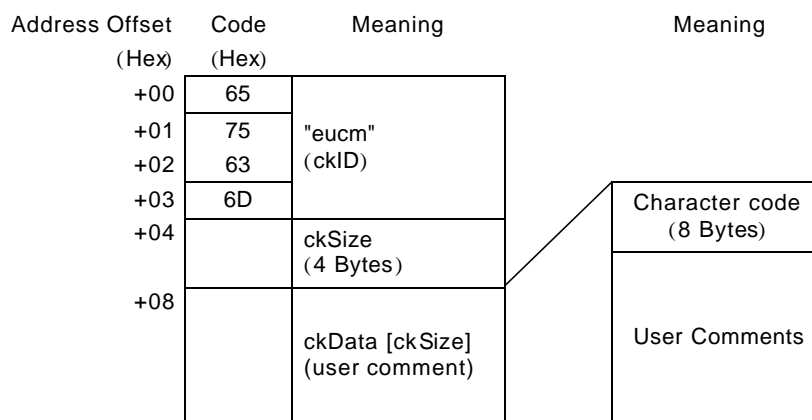 Address Offset Code Meaning Meaning
(Hex) (Hex)
+00 65
+01 75 "eucm"
+02 63 (ckID)
+03 6D Character code
+04 ckSize (8 Bytes)
(4 Bytes)
+08
ckData [ckSize] User Comments
(user comment)